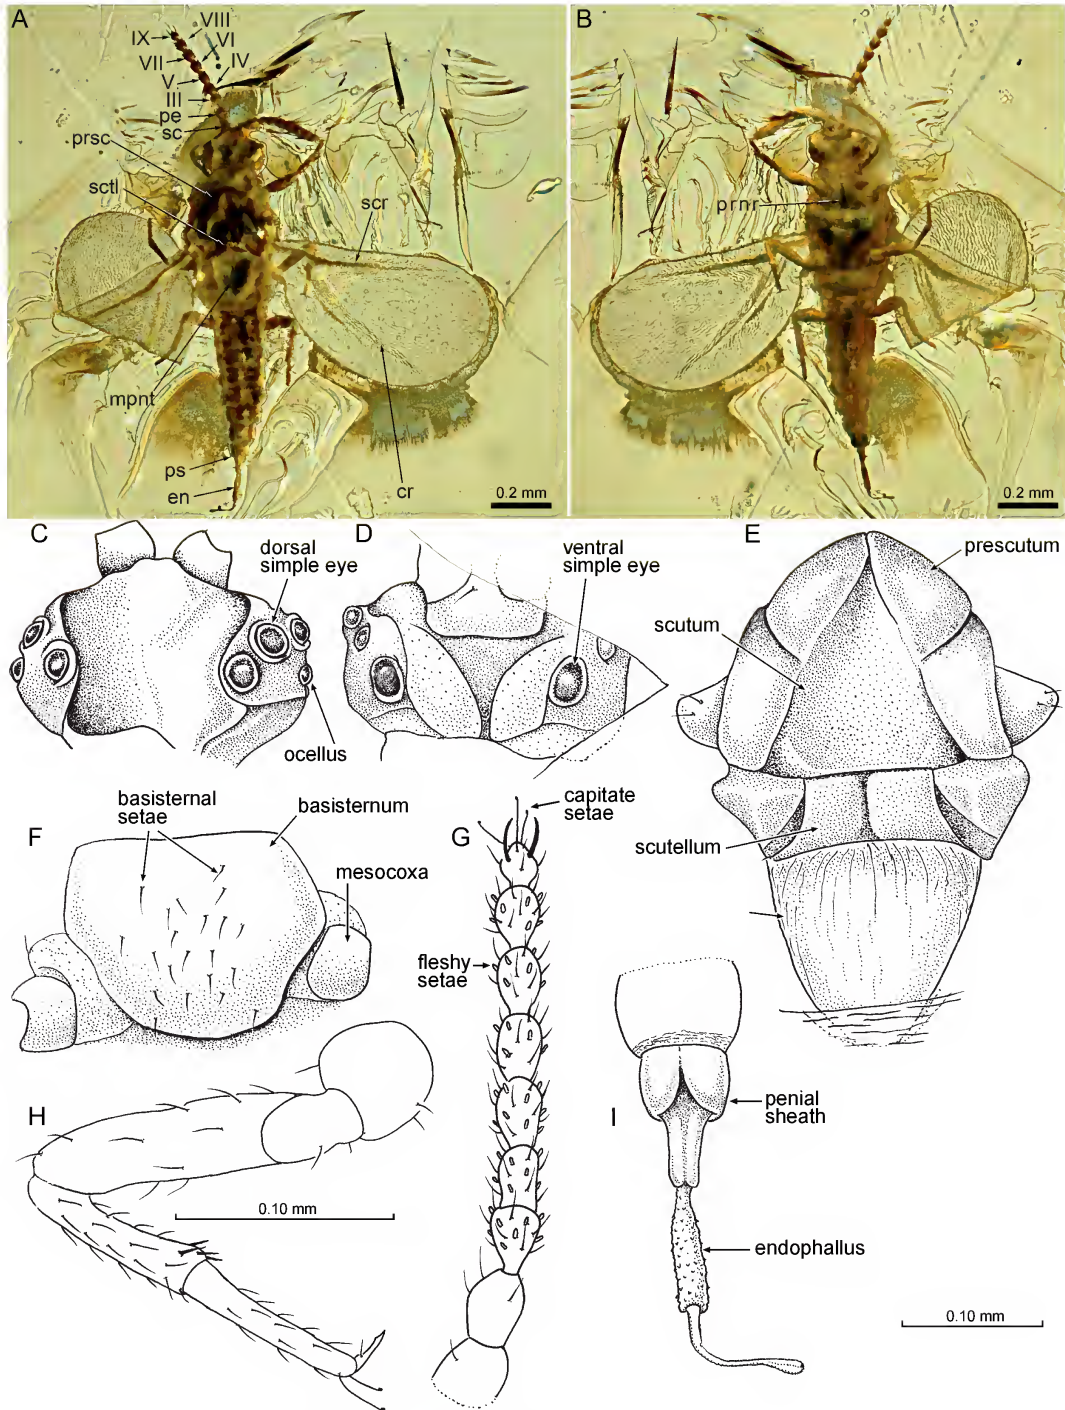 A
VIII
IX
VI
VII
IV
V
III
pe
sc
prsc
sctl
scr
mpnt
ps
en
cr
0.2 mm
B
prnr
0.2 mm
C
dorsal
simple eye
ocellus
D
ventral
simple eye
E
prescutum
scutum
scutellum
F
basisternal
setae
basisternum
mesocoxa
G
capitate
setae
fleshy
setae
H
0.10 mm
I
penial
sheath
endophallus
0.10 mm